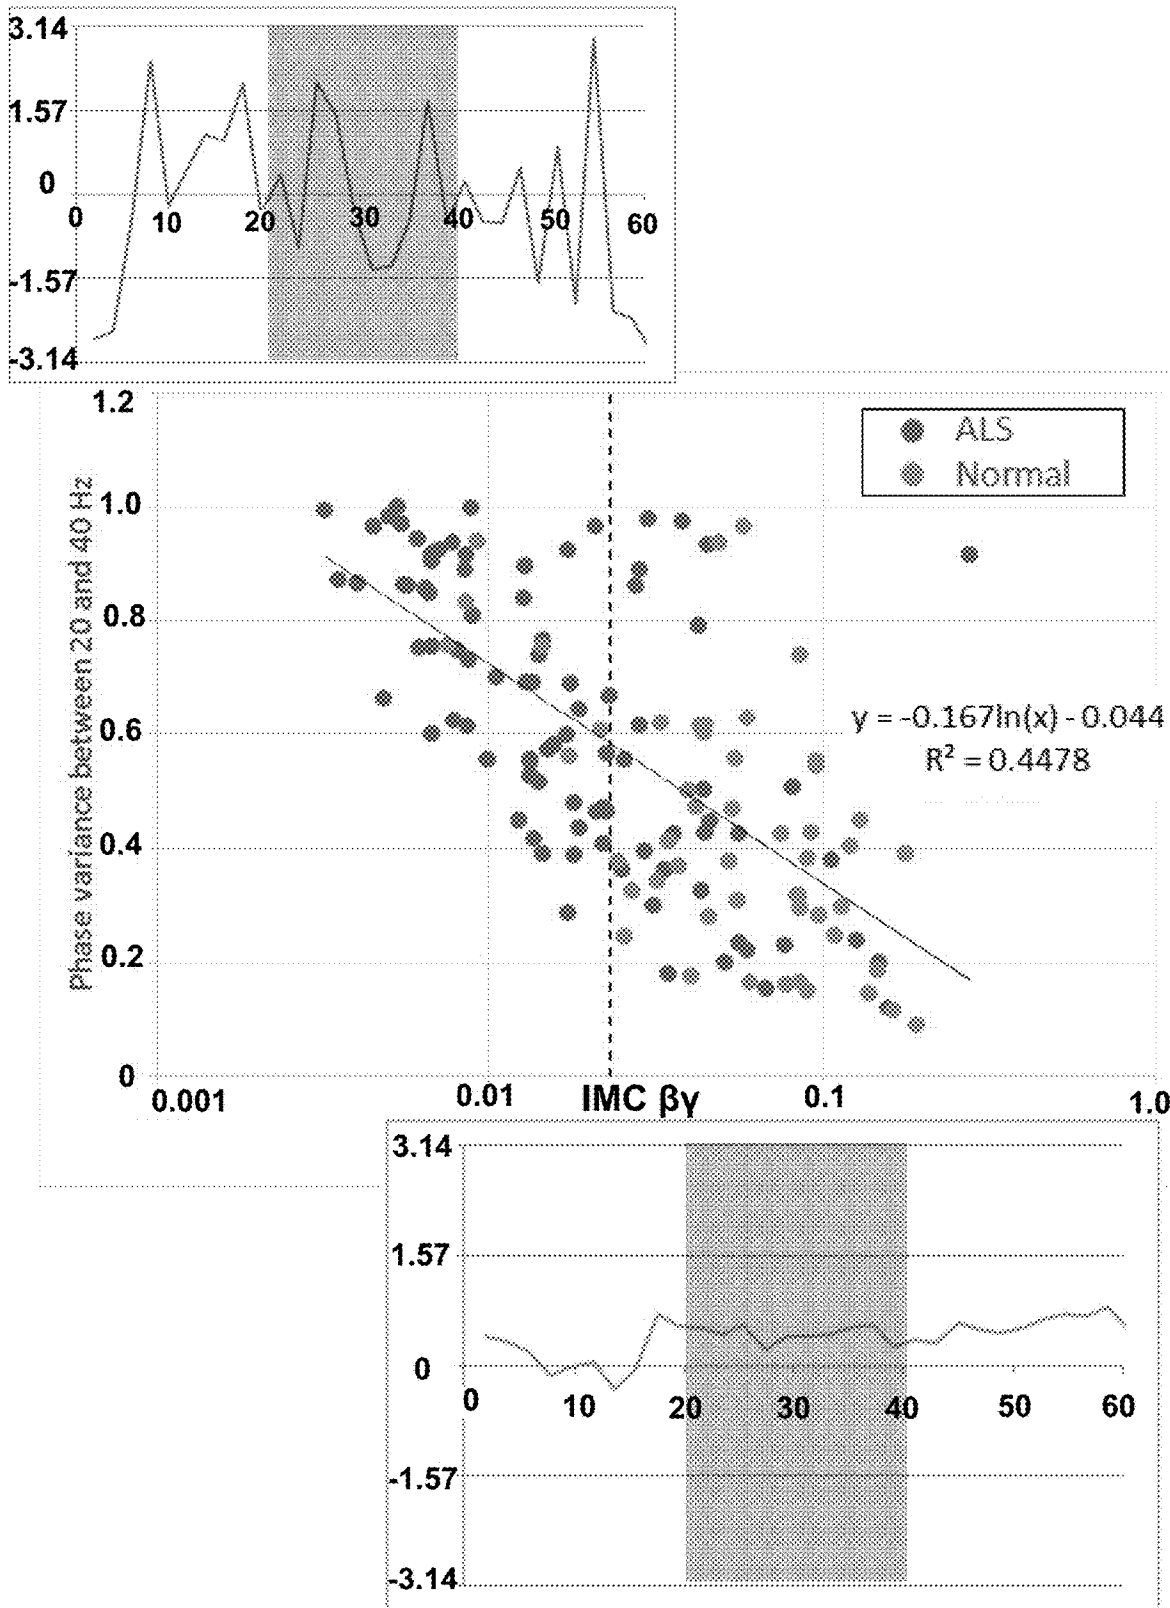 3.14
1.57
0
0 10 20 30 40 50 60
-1.57
-3.14
1.2
1.0
0.8
0.6
0.4
0.2
0
Phase variance between 20 and 40 Hz
ALS
Normal
y = -0.167ln(x) - 0.044
R² = 0.4478
0.001 0.01 IMC βγ 0.1 1.0
3.14
1.57
0
0 10 20 30 40 50 60
-1.57
-3.14